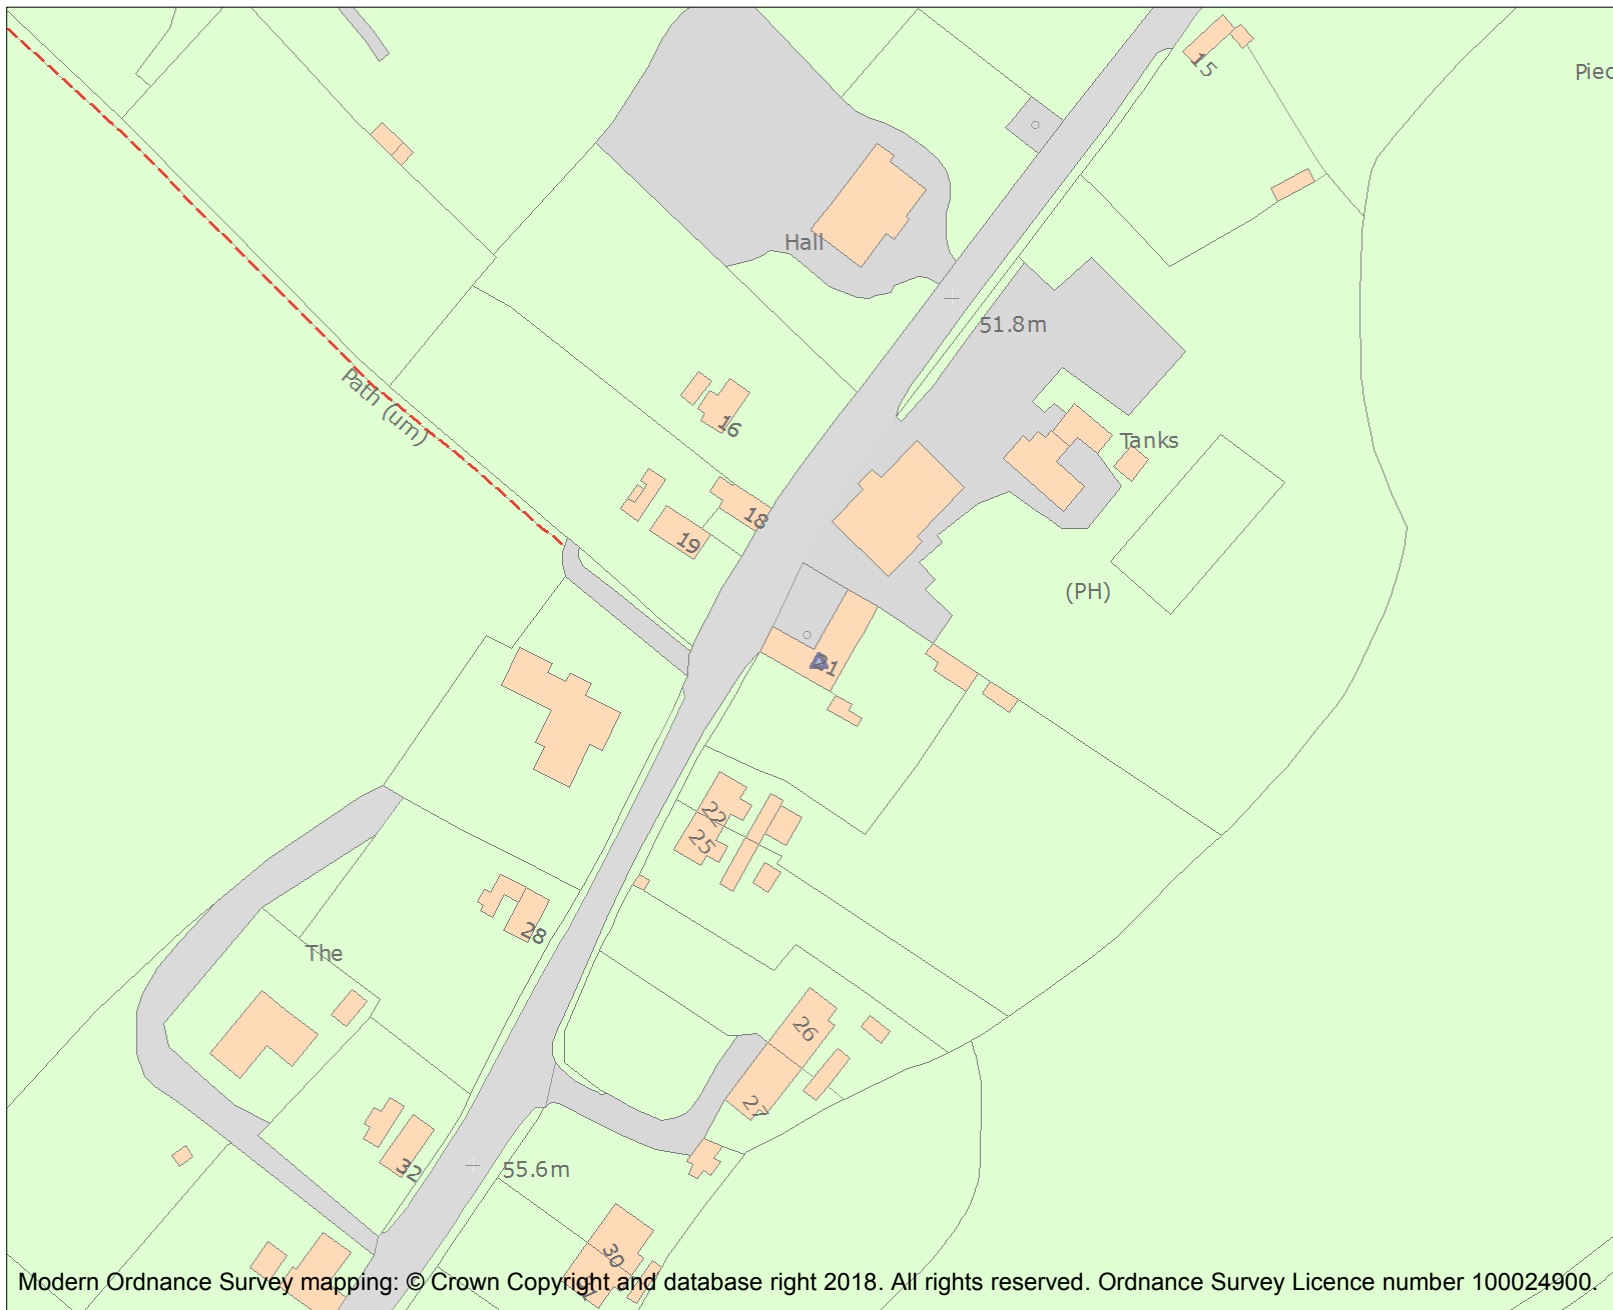 15
Piec
Hall
51.8m
Path (um)
16
Tanks
18
19
(PH)
21
22
25
28
The
26
27
32
55.6m
30
Modern Ordnance Survey mapping: © Crown Copyright and database right 2018. All rights reserved. Ordnance Survey Licence number 100024900.